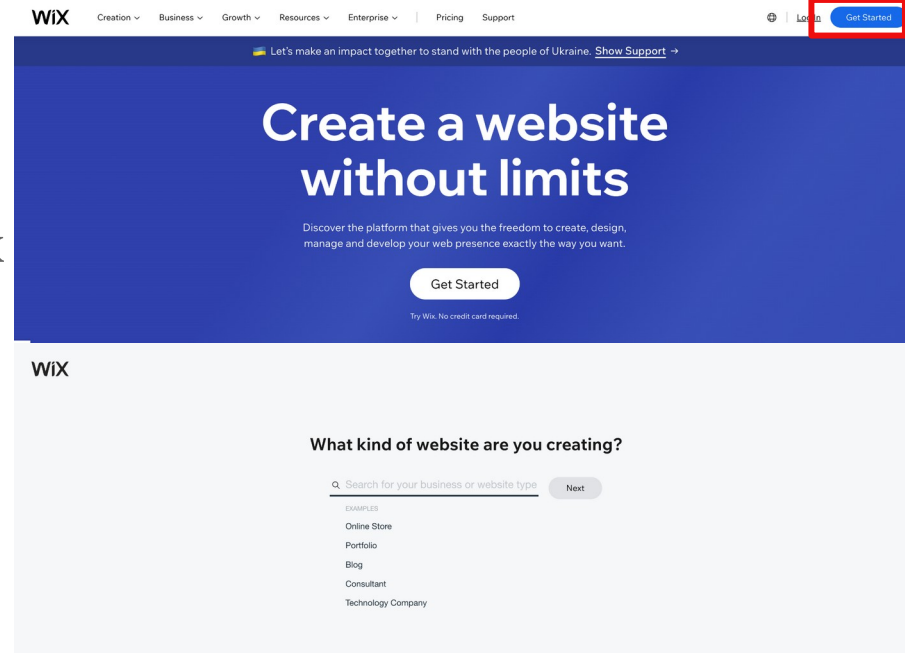 WiX
Creation Business Growth Resources Enterprise Pricing Support Log In Get Started
Let's make an impact together to stand with the people of Ukraine. Show Support →
Create a website
without limits
Discover the platform that gives you the freedom to create, design,
manage and develop your web presence exactly the way you want.
Get Started
Try Wix. No credit card required.
WiX
What kind of website are you creating?
Search for your business or website type Next
EXAMPLES
Online Store
Portfolio
Blog
Consultant
Technology Company